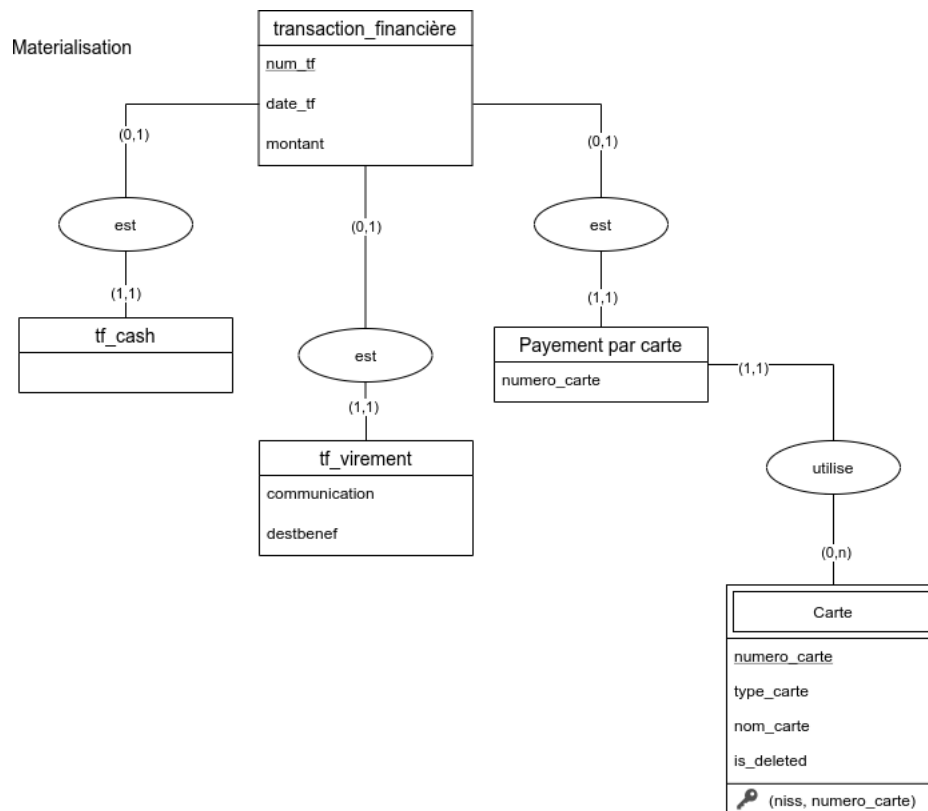 transaction_financière
Materialisation
num_tf
date_tf
montant
(0,1)
(0,1)
(0,1)
est
est
(1,1)
(1,1)
tf_cash
Payement par carte
est
numero_carte
(1,1)
(1,1)
tf_virement
communication
destbenef
utilise
(0,n)
Carte
numero_carte
type_carte
nom_carte
is_deleted
(niss, numero_carte)